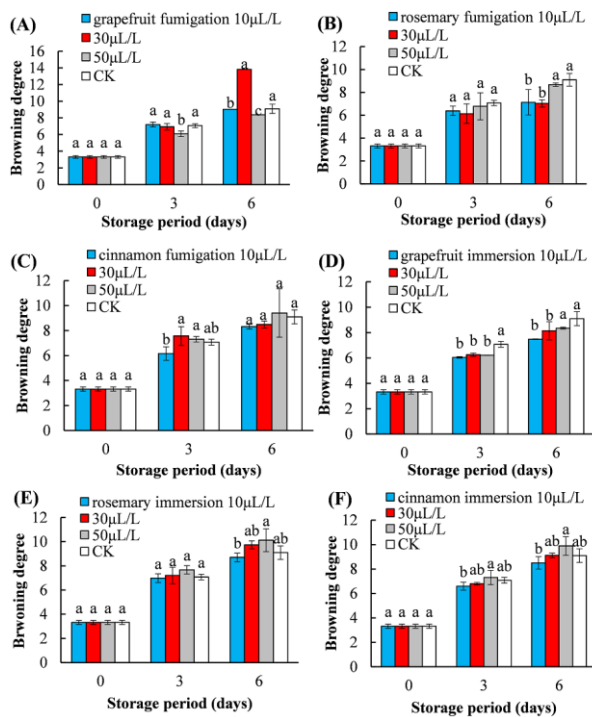 (A)
grapefruit fumigation 10µL/L
30µL/L
50µL/L
CK
Browning degree
16
14
12
10
8
6
4
2
0
a a a a
a a b a
b a c b
0 3 6
Storage period (days)
(B)
rosemary fumigation 10µL/L
30µL/L
50µL/L
CK
Browning degree
12
10
8
6
4
2
0
a a a a
a a a a
b b a a
0 3 6
Storage period (days)
(C)
cinnamon fumigation 10µL/L
30µL/L
50µL/L
CK
Browning degree
12
10
8
6
4
2
0
a a a a
b a a ab
a a a a
0 3 6
Storage period (days)
(D)
grapefruit immersion 10µL/L
30µL/L
50µL/L
CK
Browning degree
12
10
8
6
4
2
0
a a a a
b b b a
b b a a
0 3 6
Storage period (days)
(E)
rosemary immersion 10µL/L
30µL/L
50µL/L
CK
Brwoning degree
12
10
8
6
4
2
0
a a a a
a a a a
b ab a ab
0 3 6
Storage period (days)
(F)
cinnamon immersion 10µL/L
30µL/L
50µL/L
CK
Browning degree
12
10
8
6
4
2
0
a a a a
b ab a ab
b ab a ab
0 3 6
Storage period (days)